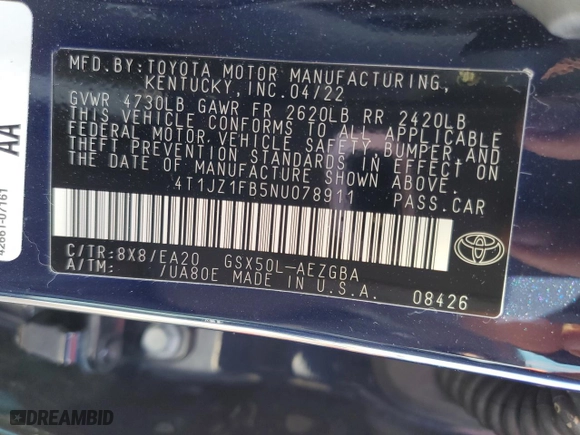 MFD.BY:TOYOTA MOTOR MANUFACTURING,
KENTUCKY, INC.04/22
GVWR 4730LB GAWR FR 2620LB RR 2420LB
THIS VEHICLE CONFORMS TO ALL APPLICABLE
FEDERAL MOTOR VEHICLE SAFETY, BUMPER, AND
THEFT PREVENTION STANDARDS IN EFFECT ON
THE DATE OF MANUFACTURE SHOWN ABOVE.
4T1JZ1FB5NU078911 PASS.CAR
C/TR:8X8/EA20 GSX50L-AEZGBA
A/TM: /UA80E MADE IN U.S.A.
08426
AA
42661-07161
DREAMBID